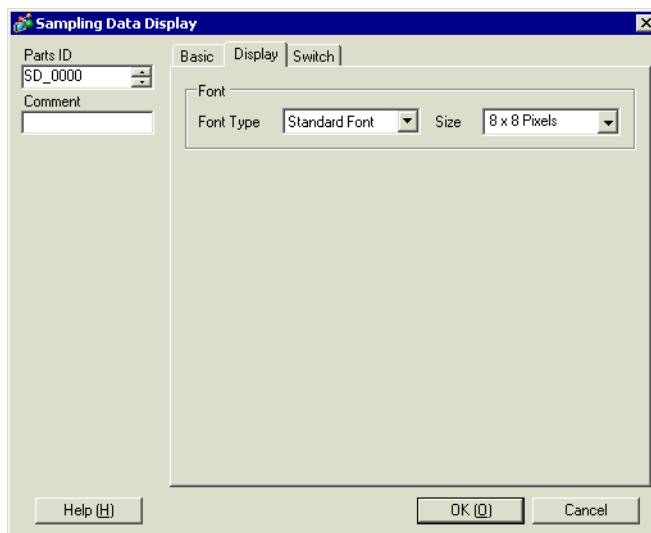 Sampling Data Display
Parts ID
SD_0000
Comment
Basic Display Switch
Font
Font Type Standard Font Size 8 x 8 Pixels
Help (H) OK (O) Cancel